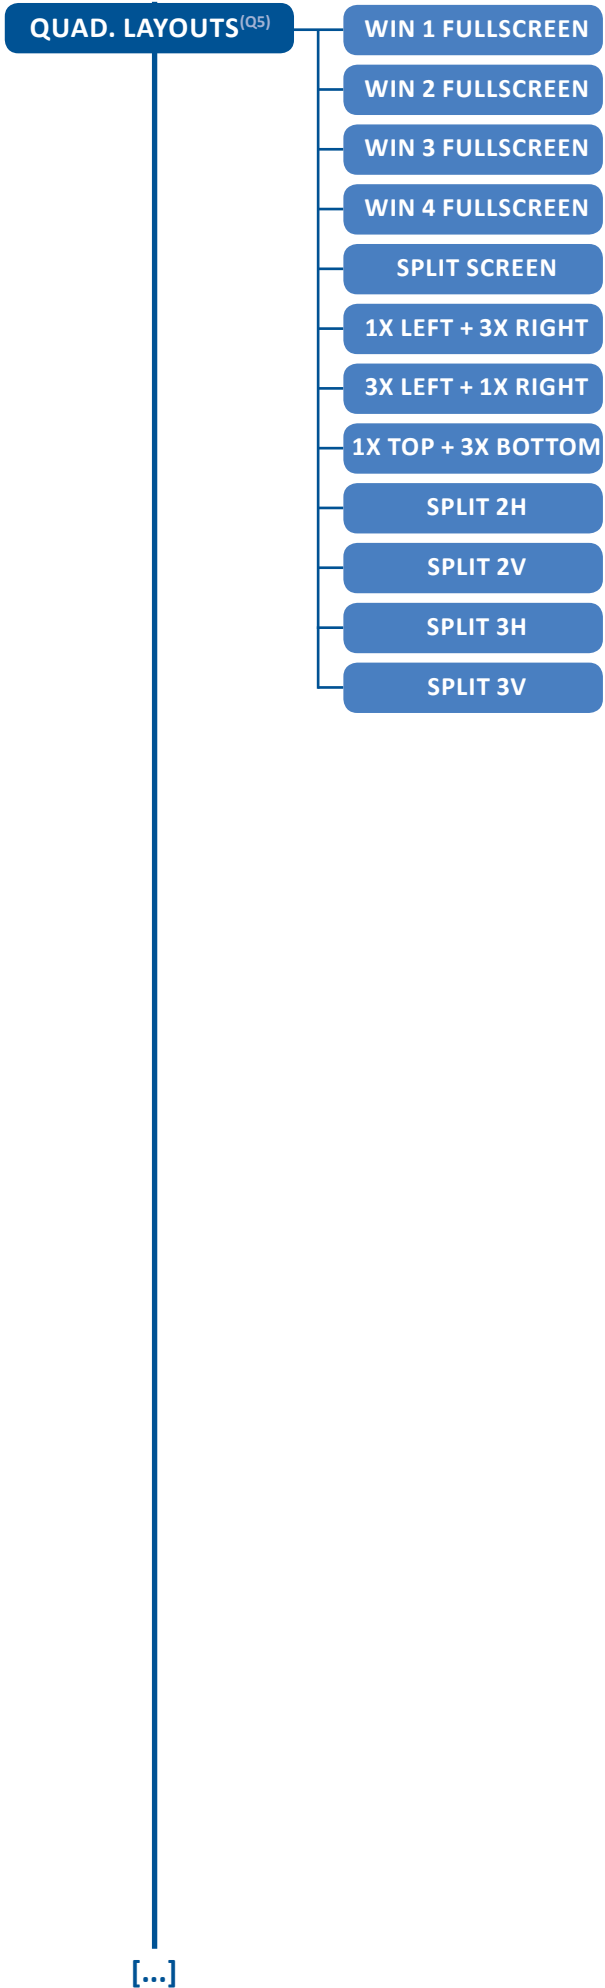 QUAD. LAYOUTS(Q5)
WIN 1 FULLSCREEN
WIN 2 FULLSCREEN
WIN 3 FULLSCREEN
WIN 4 FULLSCREEN
SPLIT SCREEN
1X LEFT + 3X RIGHT
3X LEFT + 1X RIGHT
1X TOP + 3X BOTTOM
SPLIT 2H
SPLIT 2V
SPLIT 3H
SPLIT 3V
[...]